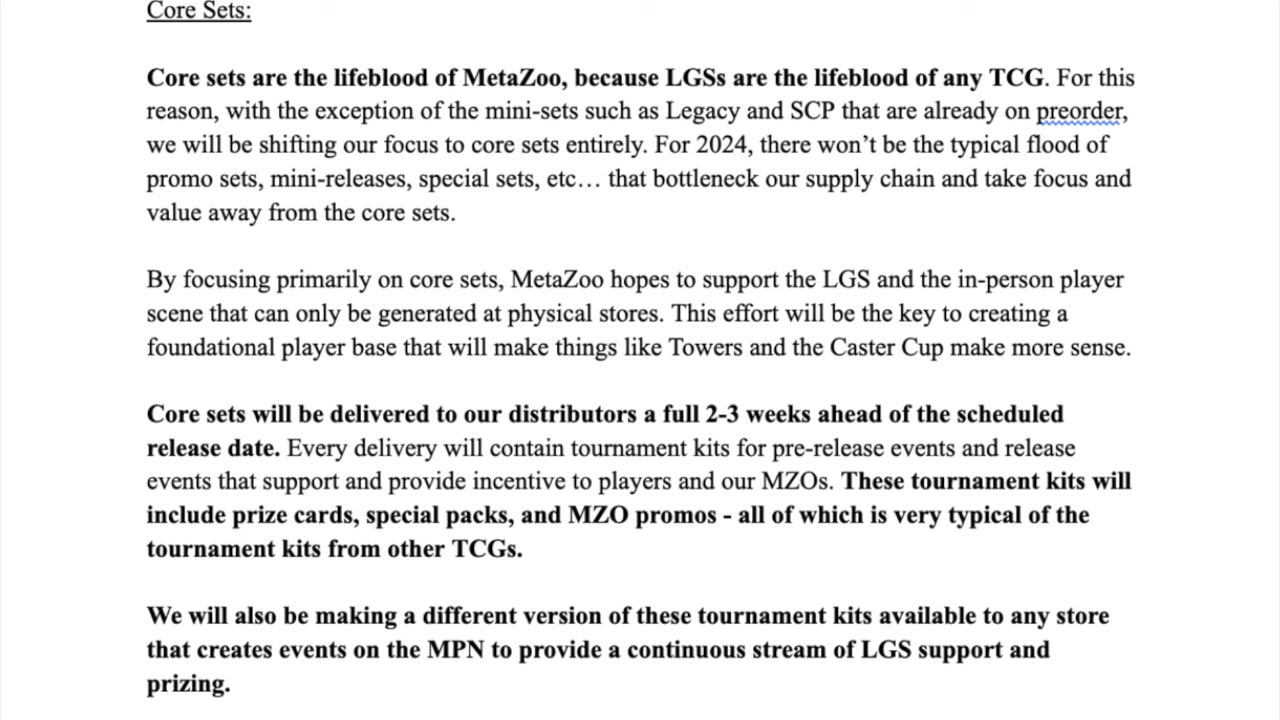 Core Sets:
Core sets are the lifeblood of MetaZoo, because LGSs are the lifeblood of any TCG. For this
reason, with the exception of the mini-sets such as Legacy and SCP that are already on preorder,
we will be shifting our focus to core sets entirely. For 2024, there won’t be the typical flood of
promo sets, mini-releases, special sets, etc… that bottleneck our supply chain and take focus and
value away from the core sets.
By focusing primarily on core sets, MetaZoo hopes to support the LGS and the in-person player
scene that can only be generated at physical stores. This effort will be the key to creating a
foundational player base that will make things like Towers and the Caster Cup make more sense.
Core sets will be delivered to our distributors a full 2-3 weeks ahead of the scheduled
release date. Every delivery will contain tournament kits for pre-release events and release
events that support and provide incentive to players and our MZOs. These tournament kits will
include prize cards, special packs, and MZO promos - all of which is very typical of the
tournament kits from other TCGs.
We will also be making a different version of these tournament kits available to any store
that creates events on the MPN to provide a continuous stream of LGS support and
prizing.